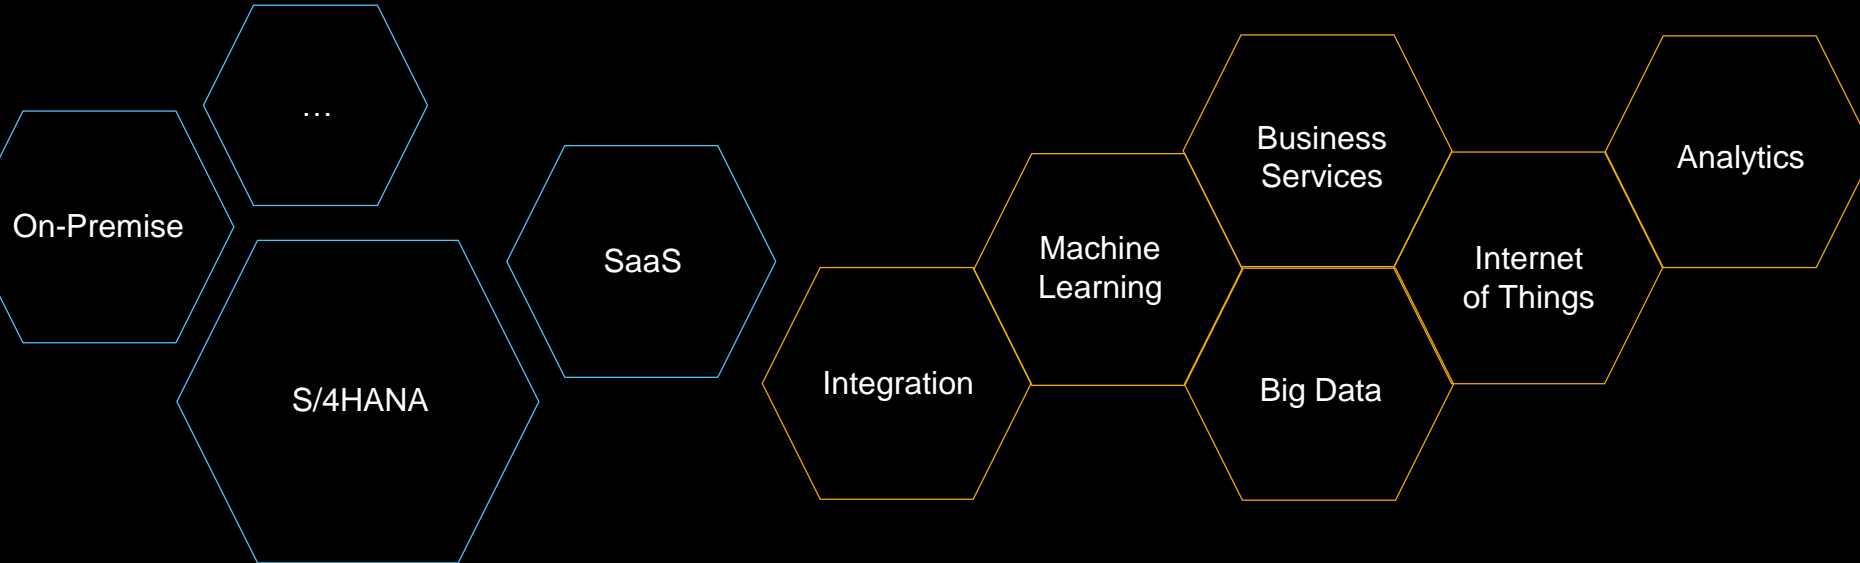 …
On-Premise
S/4HANA
SaaS
Integration
Machine
Learning
Business
Services
Big Data
Internet
of Things
Analytics